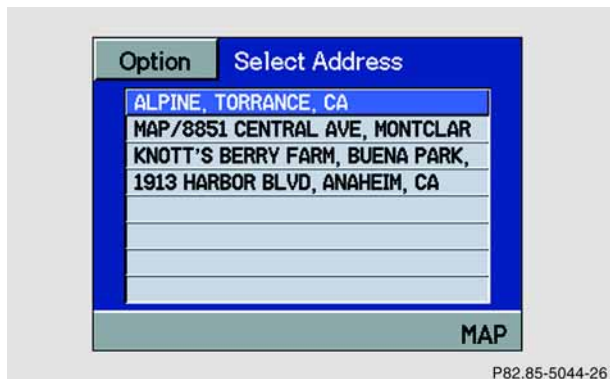 Option
Select Address
ALPINE, TORRANCE, CA
MAP/8851 CENTRAL AVE, MONTCLAR
KNOTT'S BERRY FARM, BUENA PARK,
1913 HARBOR BLVD, ANAHEIM, CA
MAP
P82.85-5044-26